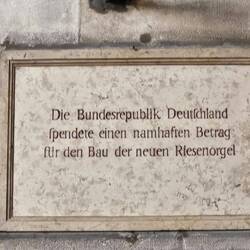 Die Bundesrepublik Deutſchland
ſpendete einen namhaften Betrag
für den Bau der neuen Rieſenorgel